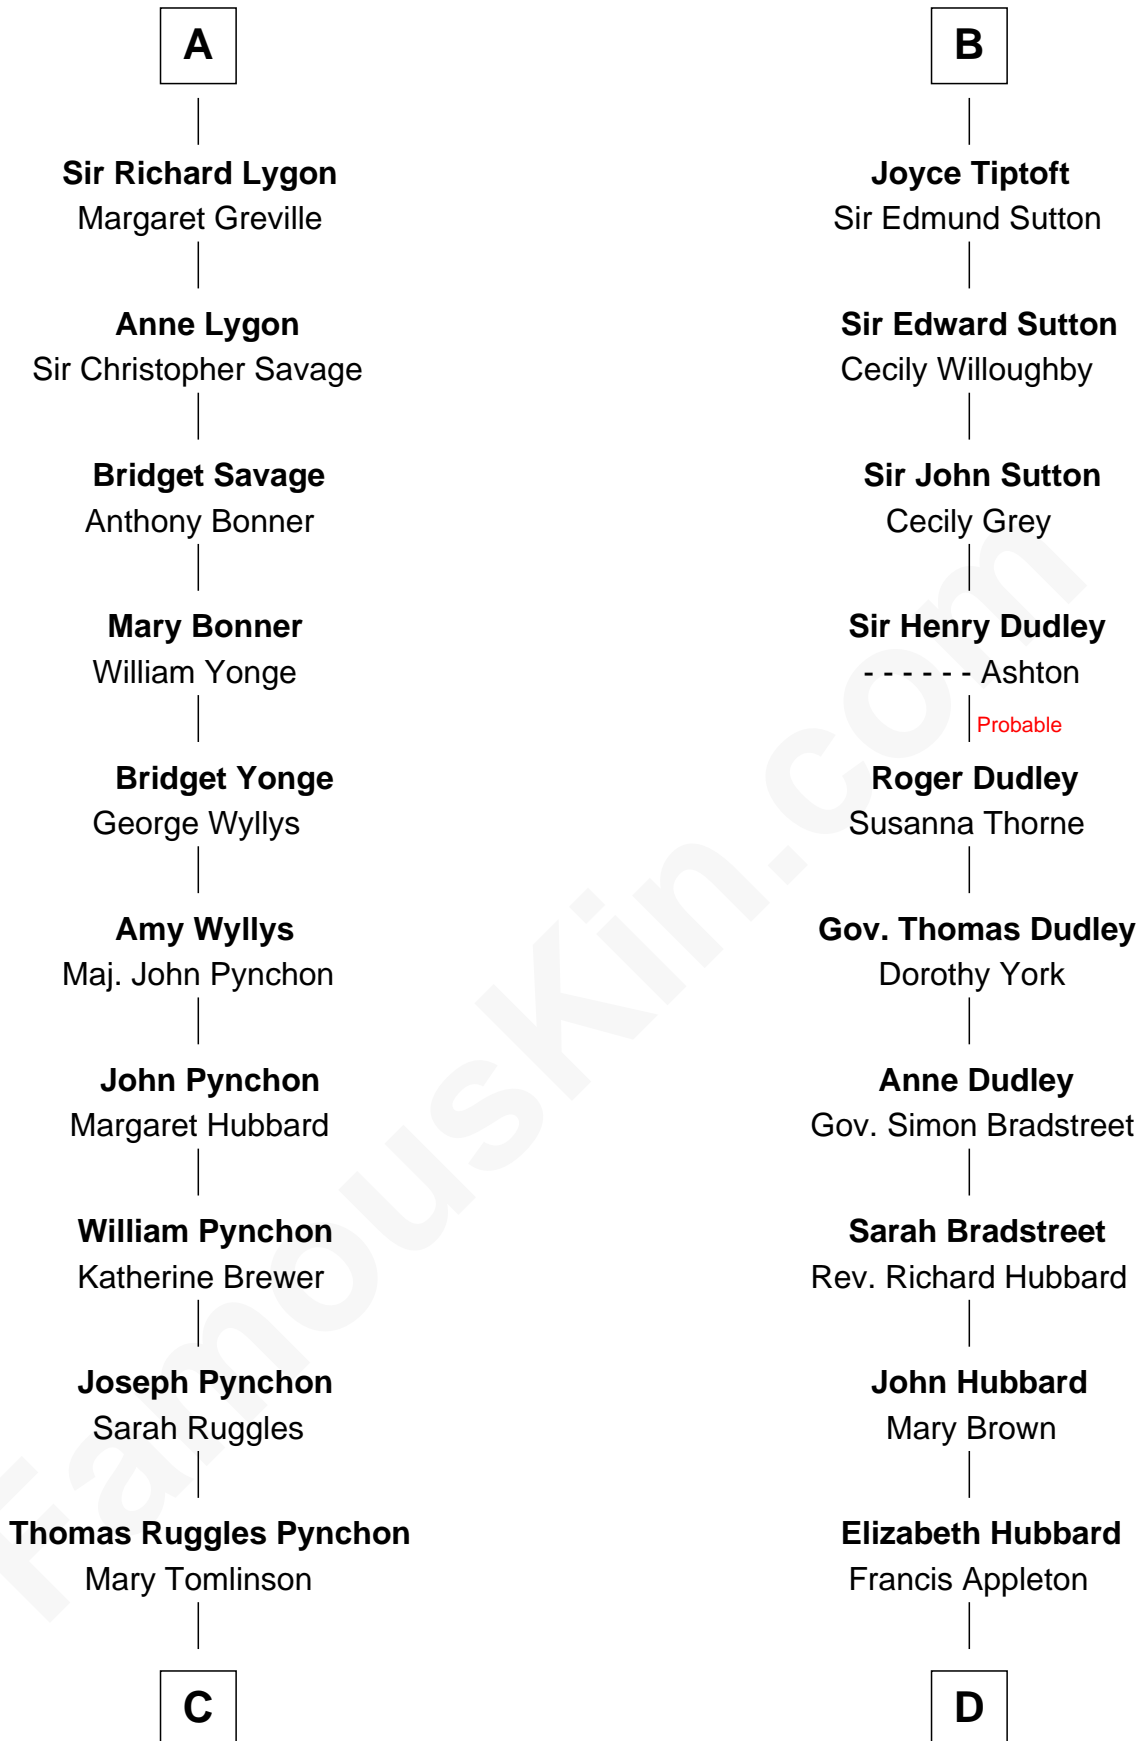 A
Sir Richard Lygon
Margaret Greville
Anne Lygon
Sir Christopher Savage
Bridget Savage
Anthony Bonner
Mary Bonner
William Yonge
Bridget Yonge
George Wyllys
Amy Wyllys
Maj. John Pynchon
John Pynchon
Margaret Hubbard
William Pynchon
Katherine Brewer
Joseph Pynchon
Sarah Ruggles
Thomas Ruggles Pynchon
Mary Tomlinson
C
B
Joyce Tiptoft
Sir Edmund Sutton
Sir Edward Sutton
Cecily Willoughby
Sir John Sutton
Cecily Grey
Sir Henry Dudley
- - - - - - Ashton
Probable
Roger Dudley
Susanna Thorne
Gov. Thomas Dudley
Dorothy York
Anne Dudley
Gov. Simon Bradstreet
Sarah Bradstreet
Rev. Richard Hubbard
John Hubbard
Mary Brown
Elizabeth Hubbard
Francis Appleton
D
FamousKin.com